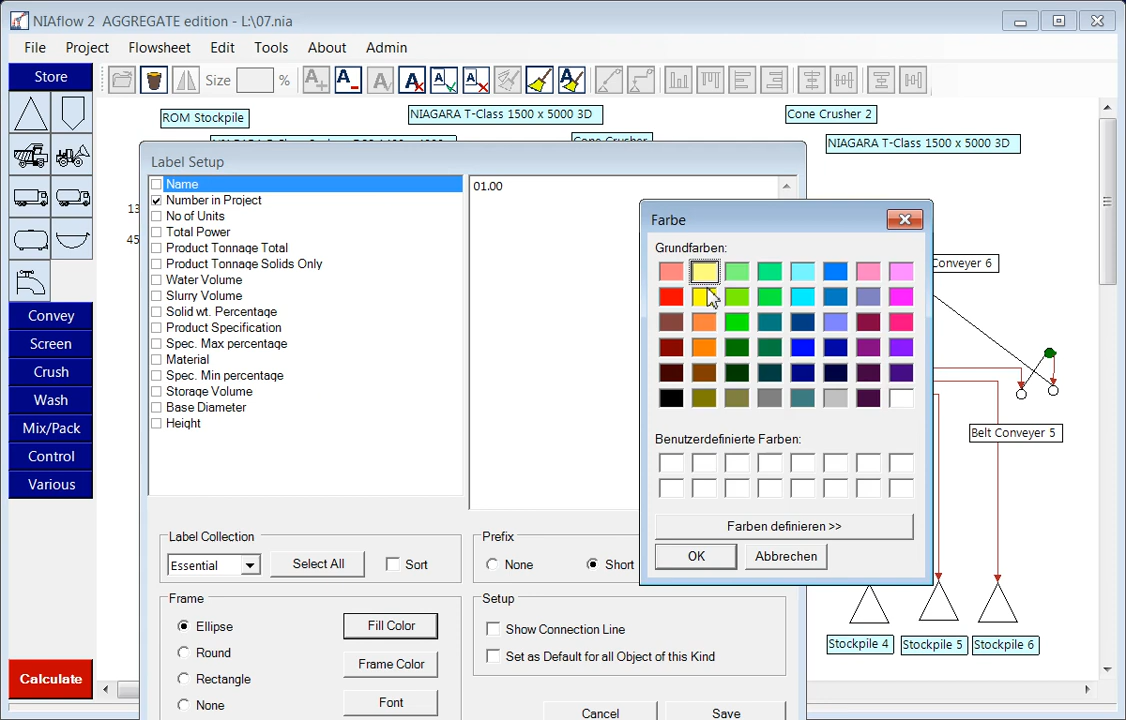 NIAflow 2 AGGREGATE edition - L:\07.nia
File Project Flowsheet Edit Tools About Admin
Store
Size %
ROM Stockpile
NIAGARA T-Class 1500 x 5000 3D
Cone Crusher 2
Cone Crusher
NIAGARA T-Class 1500 x 5000 3D
Label Setup
Name
Number in Project
No of Units
Total Power
Product Tonnage Total
Product Tonnage Solids Only
Water Volume
Slurry Volume
Solid wt. Percentage
Product Specification
Spec. Max percentage
Material
Spec. Min percentage
Storage Volume
Base Diameter
Height
01.00
13
45
Farbe
Grundfarben:
Benutzerdefinierte Farben:
Farben definieren >>
OK Abbrechen
Conveyer 6
Belt Conveyer 5
Convey
Screen
Crush
Wash
Mix/Pack
Control
Various
Calculate
Label Collection
Essential
Select All
Sort
Prefix
None
Short
Frame
Ellipse
Round
Rectangle
None
Fill Color
Frame Color
Font
Setup
Show Connection Line
Set as Default for all Object of this Kind
Cancel Save
Stockpile 4 Stockpile 5 Stockpile 6